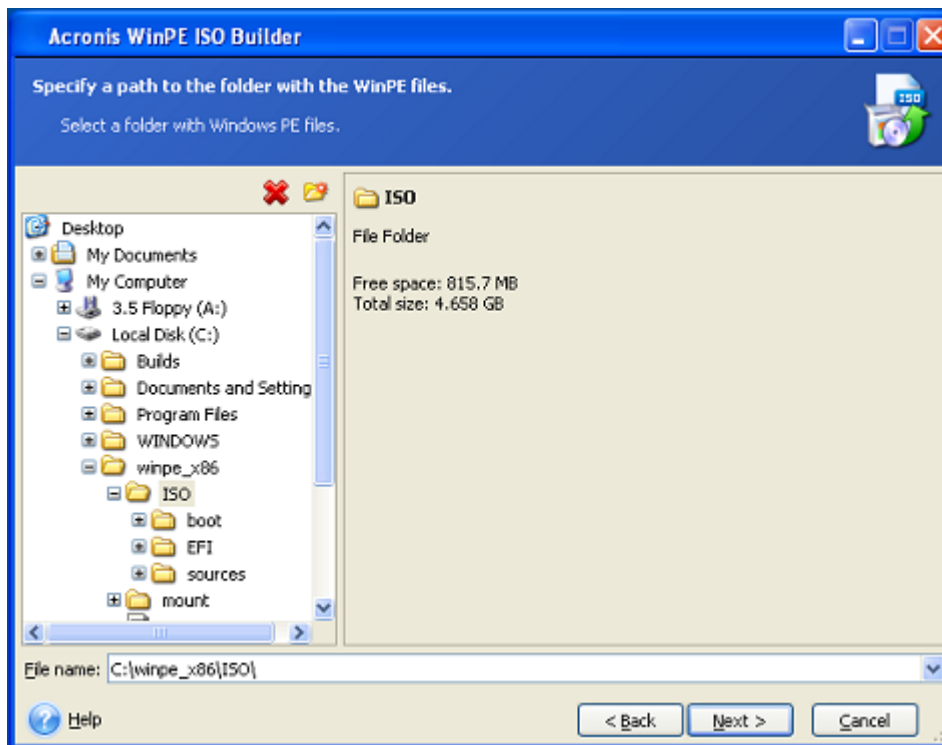 Acronis WinPE ISO Builder
Specify a path to the folder with the WinPE files.
Select a folder with Windows PE files.
ISO
Desktop
My Documents
My Computer
3.5 Floppy (A:)
Local Disk (C:)
Builds
Documents and Setting
Program Files
WINDOWS
winpe_x86
ISO
boot
EFI
sources
mount
ISO
File Folder
Free space: 815.7 MB
Total size: 4.658 GB
File name: C:\winpe_x86\ISO\
Help
< Back
Next >
Cancel